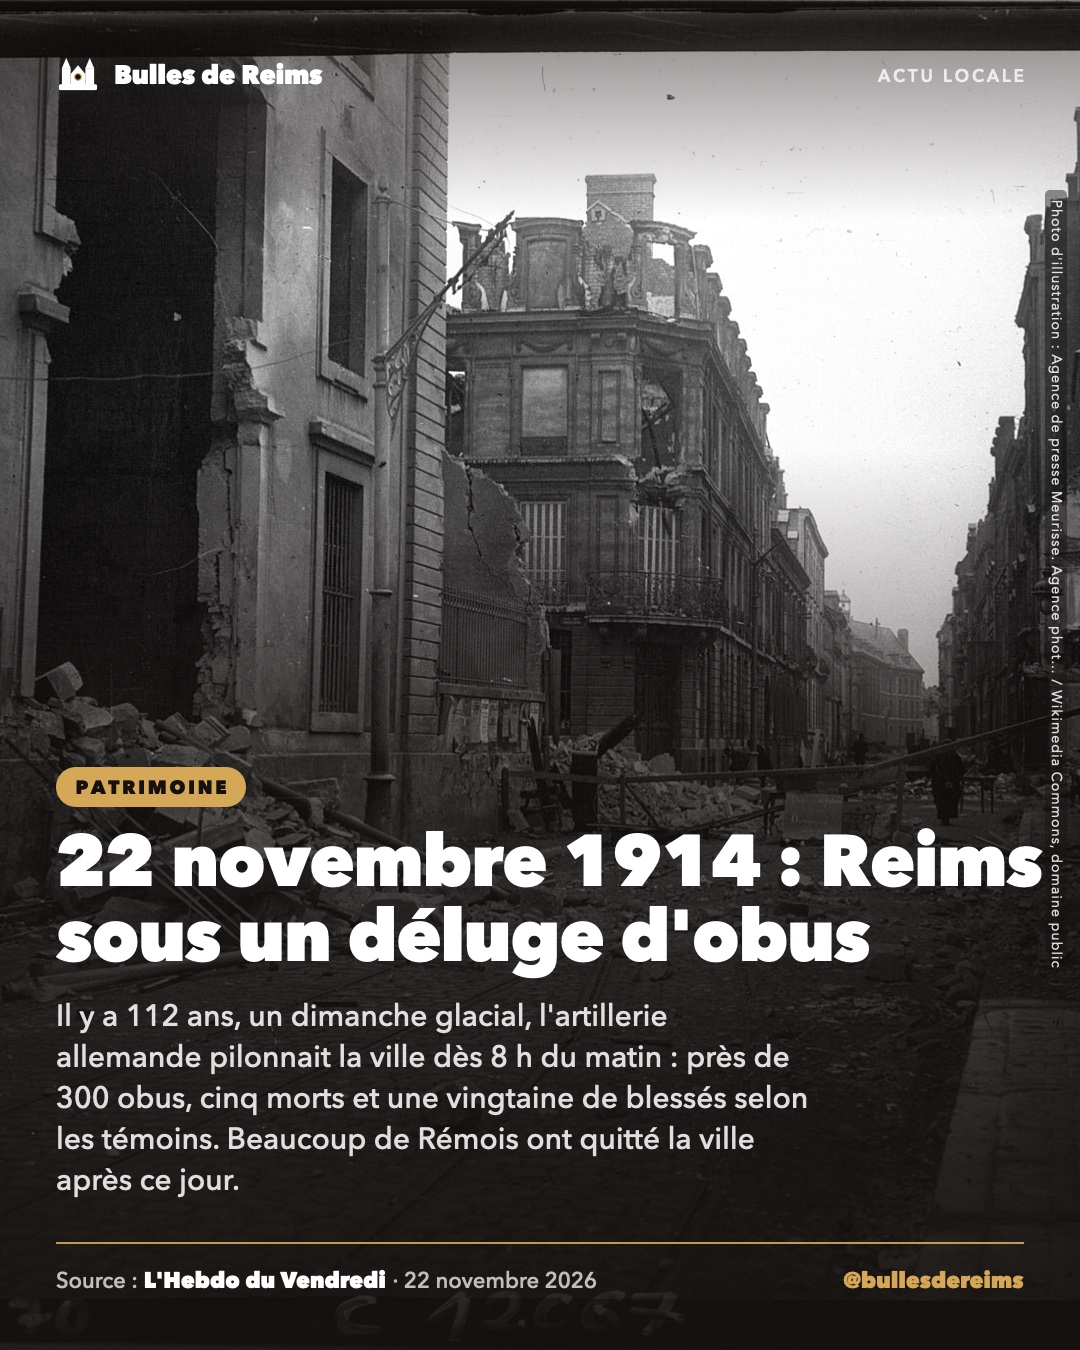 Bulles de Reims
ACTU LOCALE
Photo d'illustration : Agence de presse Meurisse. Agence phot... / Wikimedia Commons, domaine public
PATRIMOINE
22 novembre 1914 : Reims
sous un déluge d'obus
Il y a 112 ans, un dimanche glacial, l'artillerie
allemande pilonnait la ville dès 8 h du matin : près de
300 obus, cinq morts et une vingtaine de blessés selon
les témoins. Beaucoup de Rémois ont quitté la ville
après ce jour.
Source : L'Hebdo du Vendredi · 22 novembre 2026
@bullesdereims